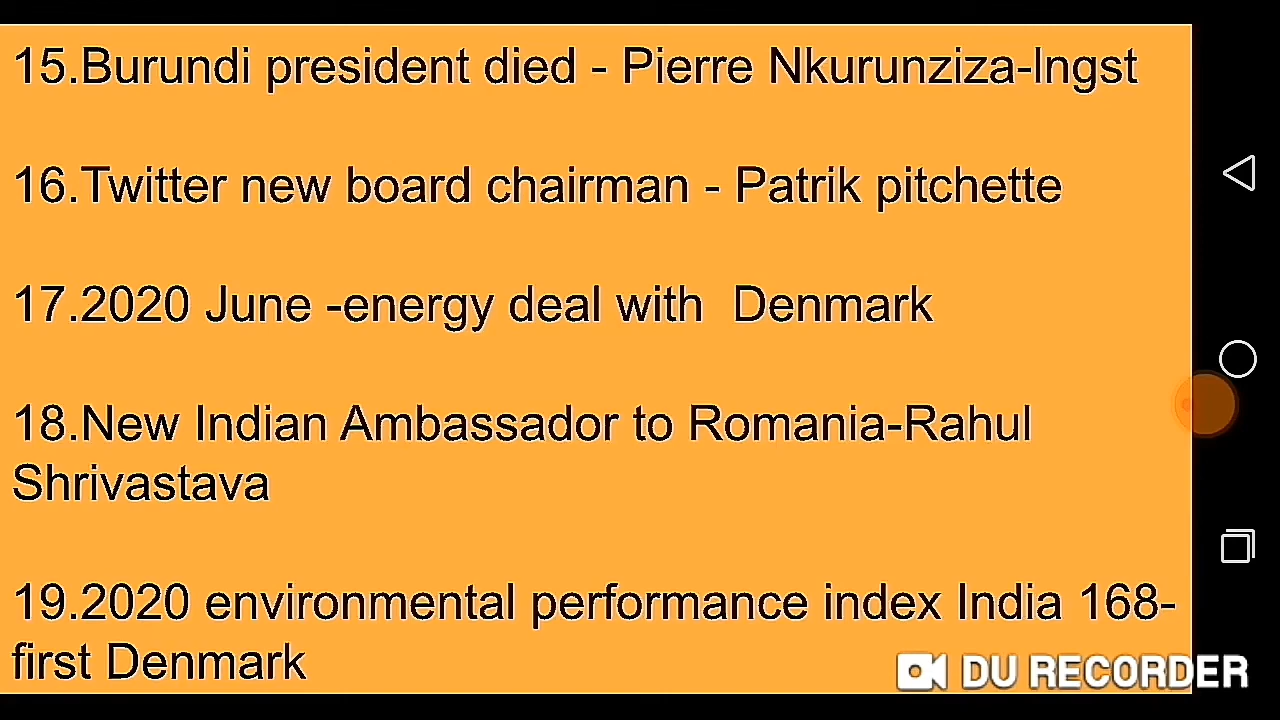 15.Burundi president died - Pierre Nkurunziza-lngst
16.Twitter new board chairman - Patrik pitchette
17.2020 June -energy deal with  Denmark
18.New Indian Ambassador to Romania-Rahul
Shrivastava
19.2020 environmental performance index India 168-
first Denmark
DU RECORDER